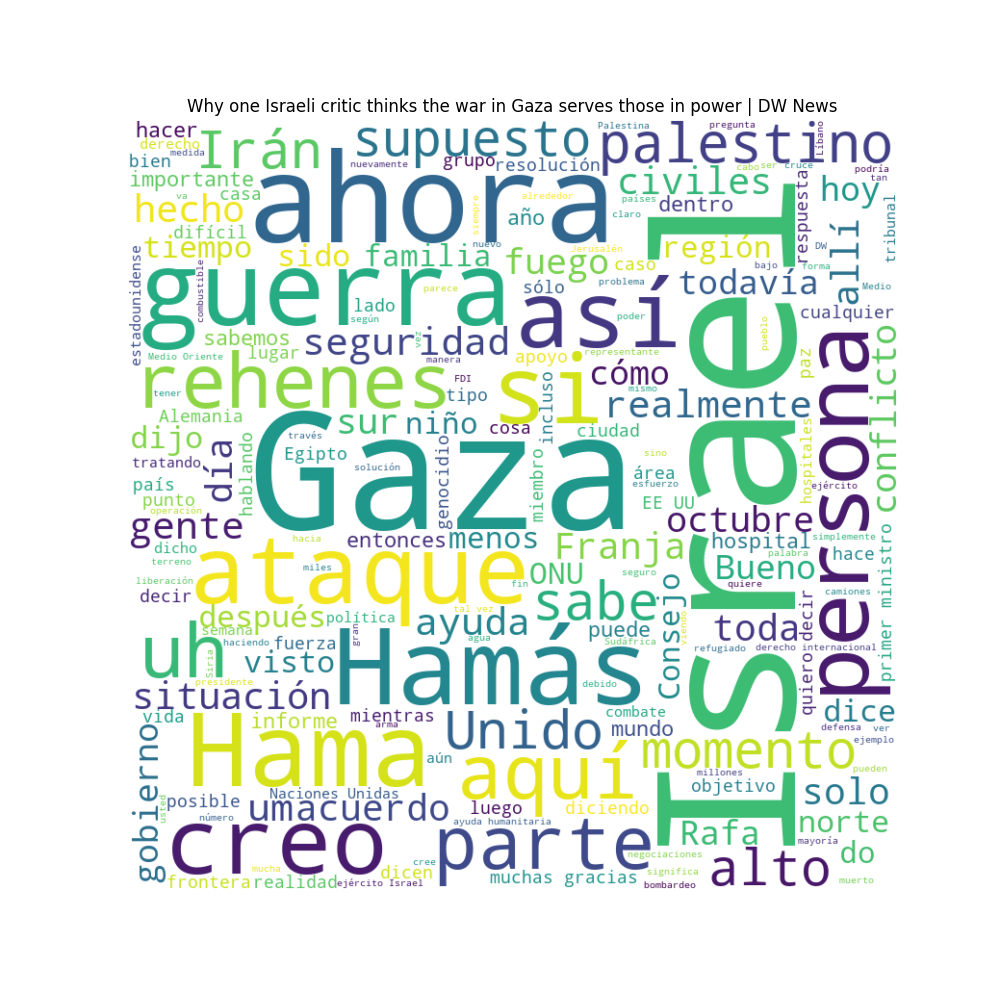 Why one Israeli critic thinks the war in Gaza serves those in power | DW News
hacer
derecho
medida
bien
Irán
supuesto
Palestina
pregunta
palestino
Líbano
podría
tan
nuevamente
grupo
resolución
cabo
ser
cruce
importante
va
casa
ahora
alrededor
siempre
países
civiles
dentro
respuesta
hoy
hecho
difícil
año
claro
tribunal
tiempo
sido
familia
nuevo
fuego
Jerusalén
caso
región
DW
allí
estadounidense
combustible
guerra
parece
lado
según
sólo
problema
todavía
bajo
forma
Medio
cualquier
así
poder
pueblo
Israel
sabemos
Medio Oriente
lugar
seguridad
vez
manera
apoyo
representante
paz
persona
conflicto
rehenes
tener
FDI
tipo
si
cómo
mismo
realmente
Alemania
dijo
sur
niño
cosa
incluso
ciudad
hospitales
tratando
día
hablando
través
Egipto
solución
genocidio
miembro
sino
área
esfuerzo
ejército
país
punto
operación
Gaza
EE UU
gente
octubre
simplemente
dicho
terreno
hacia
entonces
menos
Franja
hospital
palabra
hace
primer ministro
liberación
decir
ataque
miles
fin
ONU
seguro
Bueno
quiere
camiones
sabe
después
política
tal vez
semana
haciendo
fuerza
gran
ayuda
agua
puede
Sudáfrica
Consejo
viendo
toda
quiero decir
refugiado
derecho internacional
uh
Siria
visto
Hamás
presidente
situación
debido
vida
informe
mientras
arma
combate
dice
defensa
ver
ejemplo
gobierno
Hama
aún
Unido
mundo
momento
pueden
millones
Naciones Unidas
aquí
objetivo
solo
usted
posible
número
umacuerdo
luego
diciendo
ayuda humanitaria
creo
parte
Rafa
norte
mayoría
cree
negociaciones
alto
do
mucha
dicen
frontera
realidad
ejército Israel
muchas gracias
significa
bombardeo
muerto